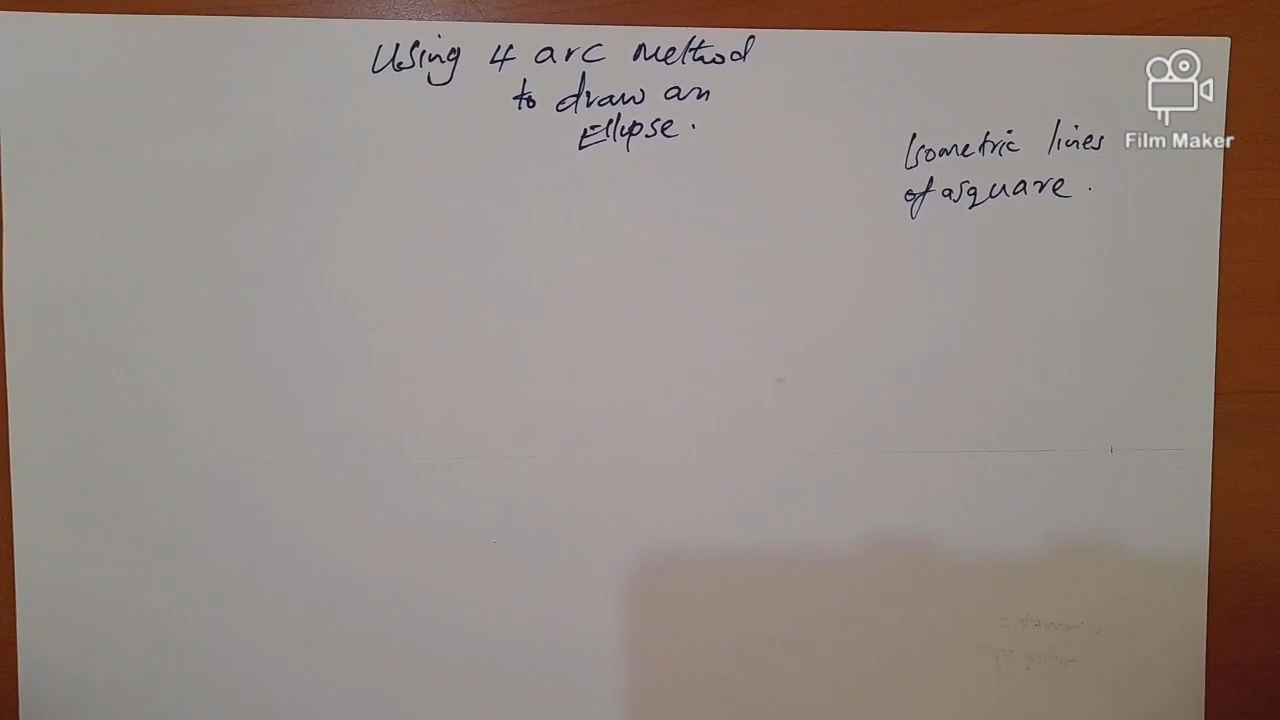 Using 4 arc method
to draw an
Ellipse.
Isometric lines
of a square.
Film Maker